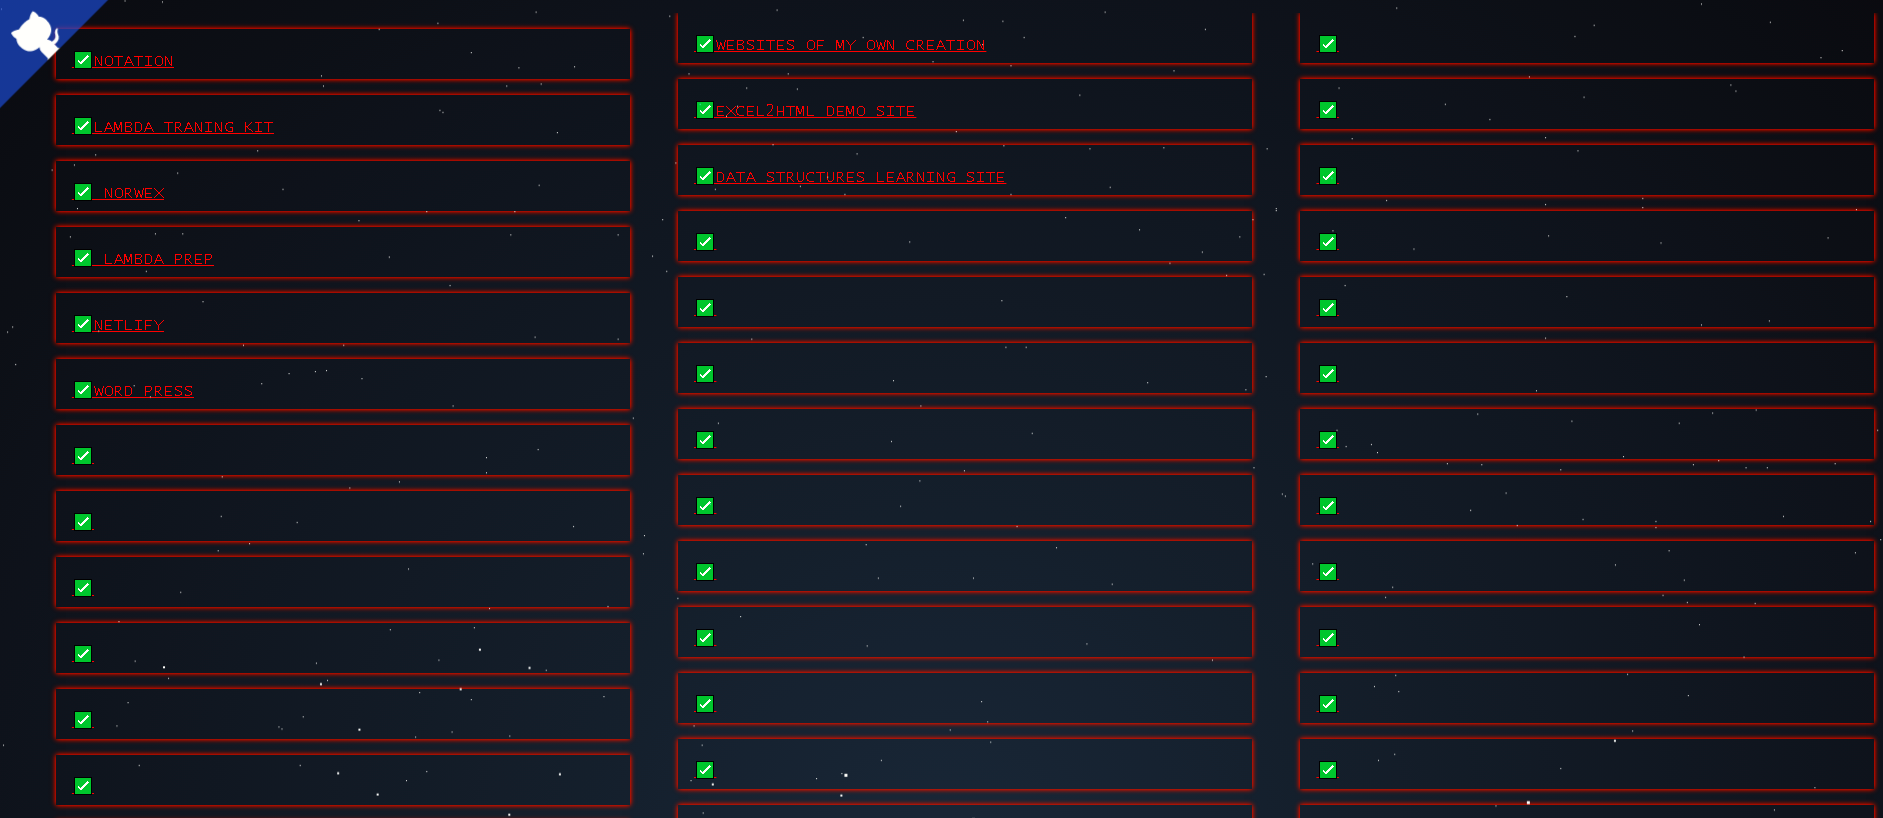 NOTATION
LAMBDA TRANING KIT
NORWEX
LAMBDA PREP
NETLIFY
WORD PRESS
WEBSITES OF MY OWN CREATION
EXCEL2HTML DEMO SITE
DATA STRUCTURES LEARNING SITE